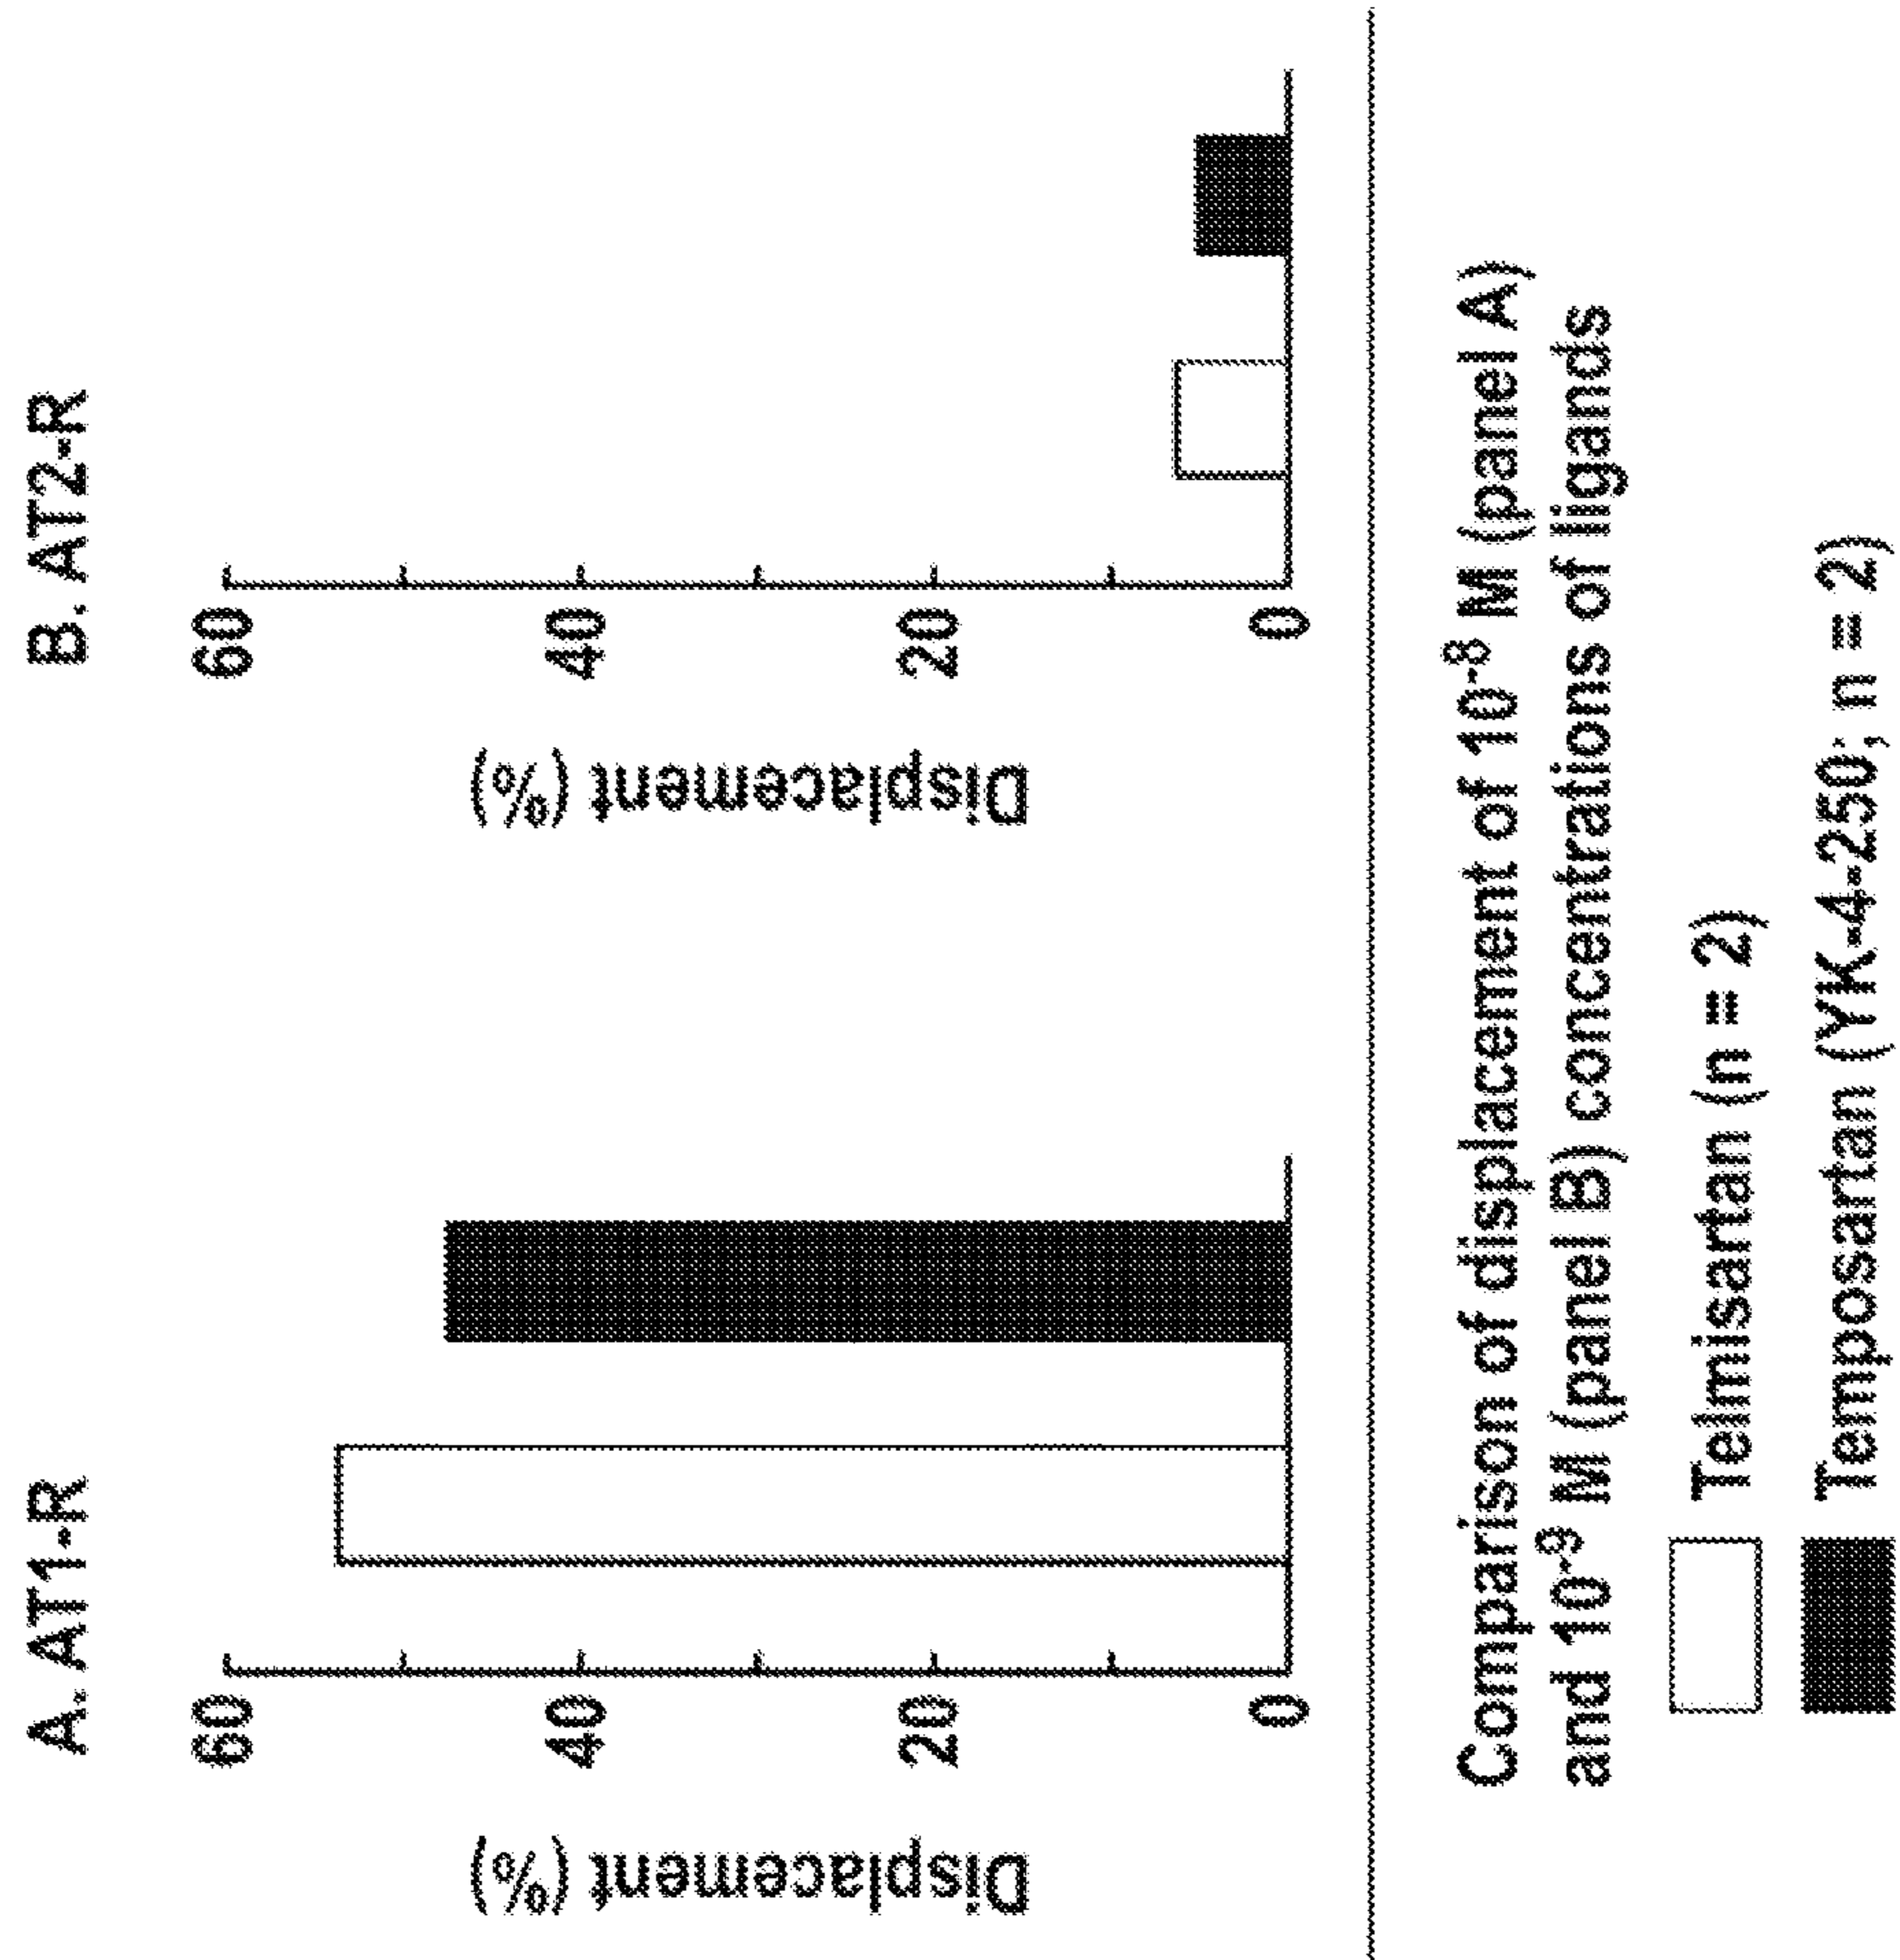 A. AT1-R
60
40
20
0
Displacement (%)
B. AT2-R
60
40
20
0
Displacement (%)
Comparison of displacement of 10⁻⁸ M (panel A)
and 10⁻⁹ M (panel B) concentrations of ligands
Telmisartan (n = 2)
Temposartan (YK-4-250; n = 2)